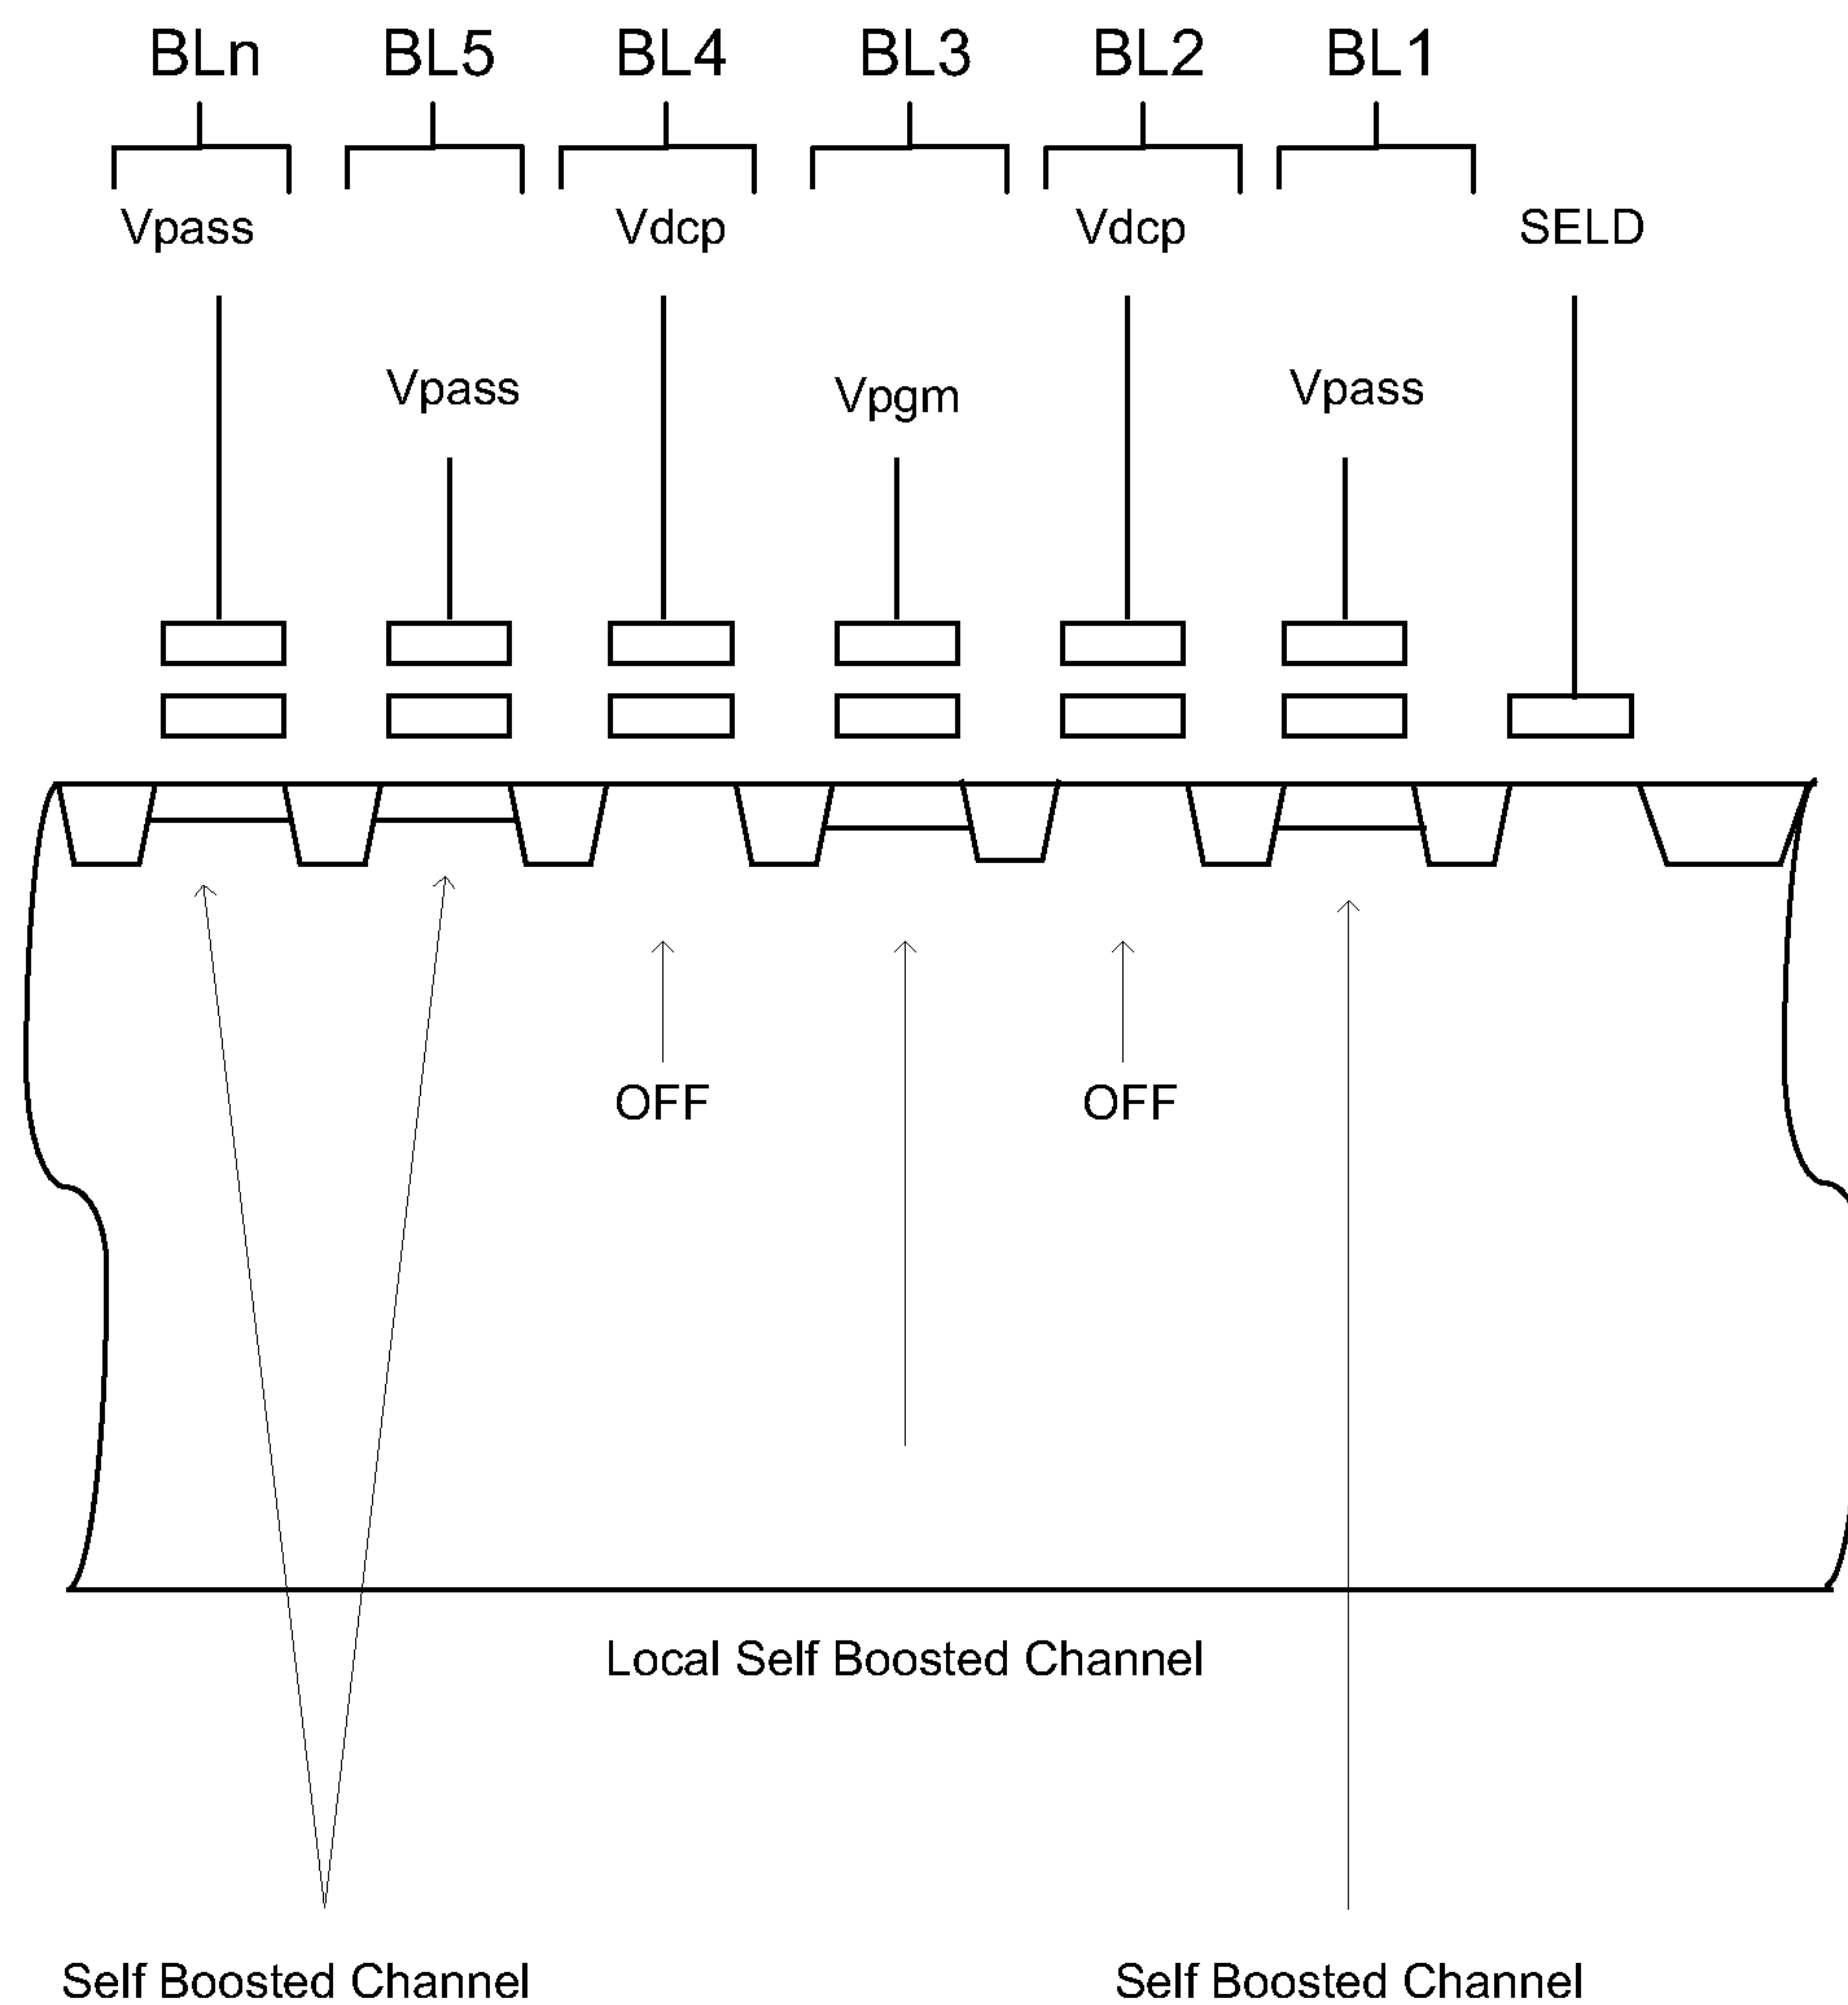 BLn BL5 BL4 BL3 BL2 BL1
Vpass Vdcp Vdcp SELD
Vpass Vpgm Vpass
OFF OFF
Local Self Boosted Channel
Self Boosted Channel Self Boosted Channel